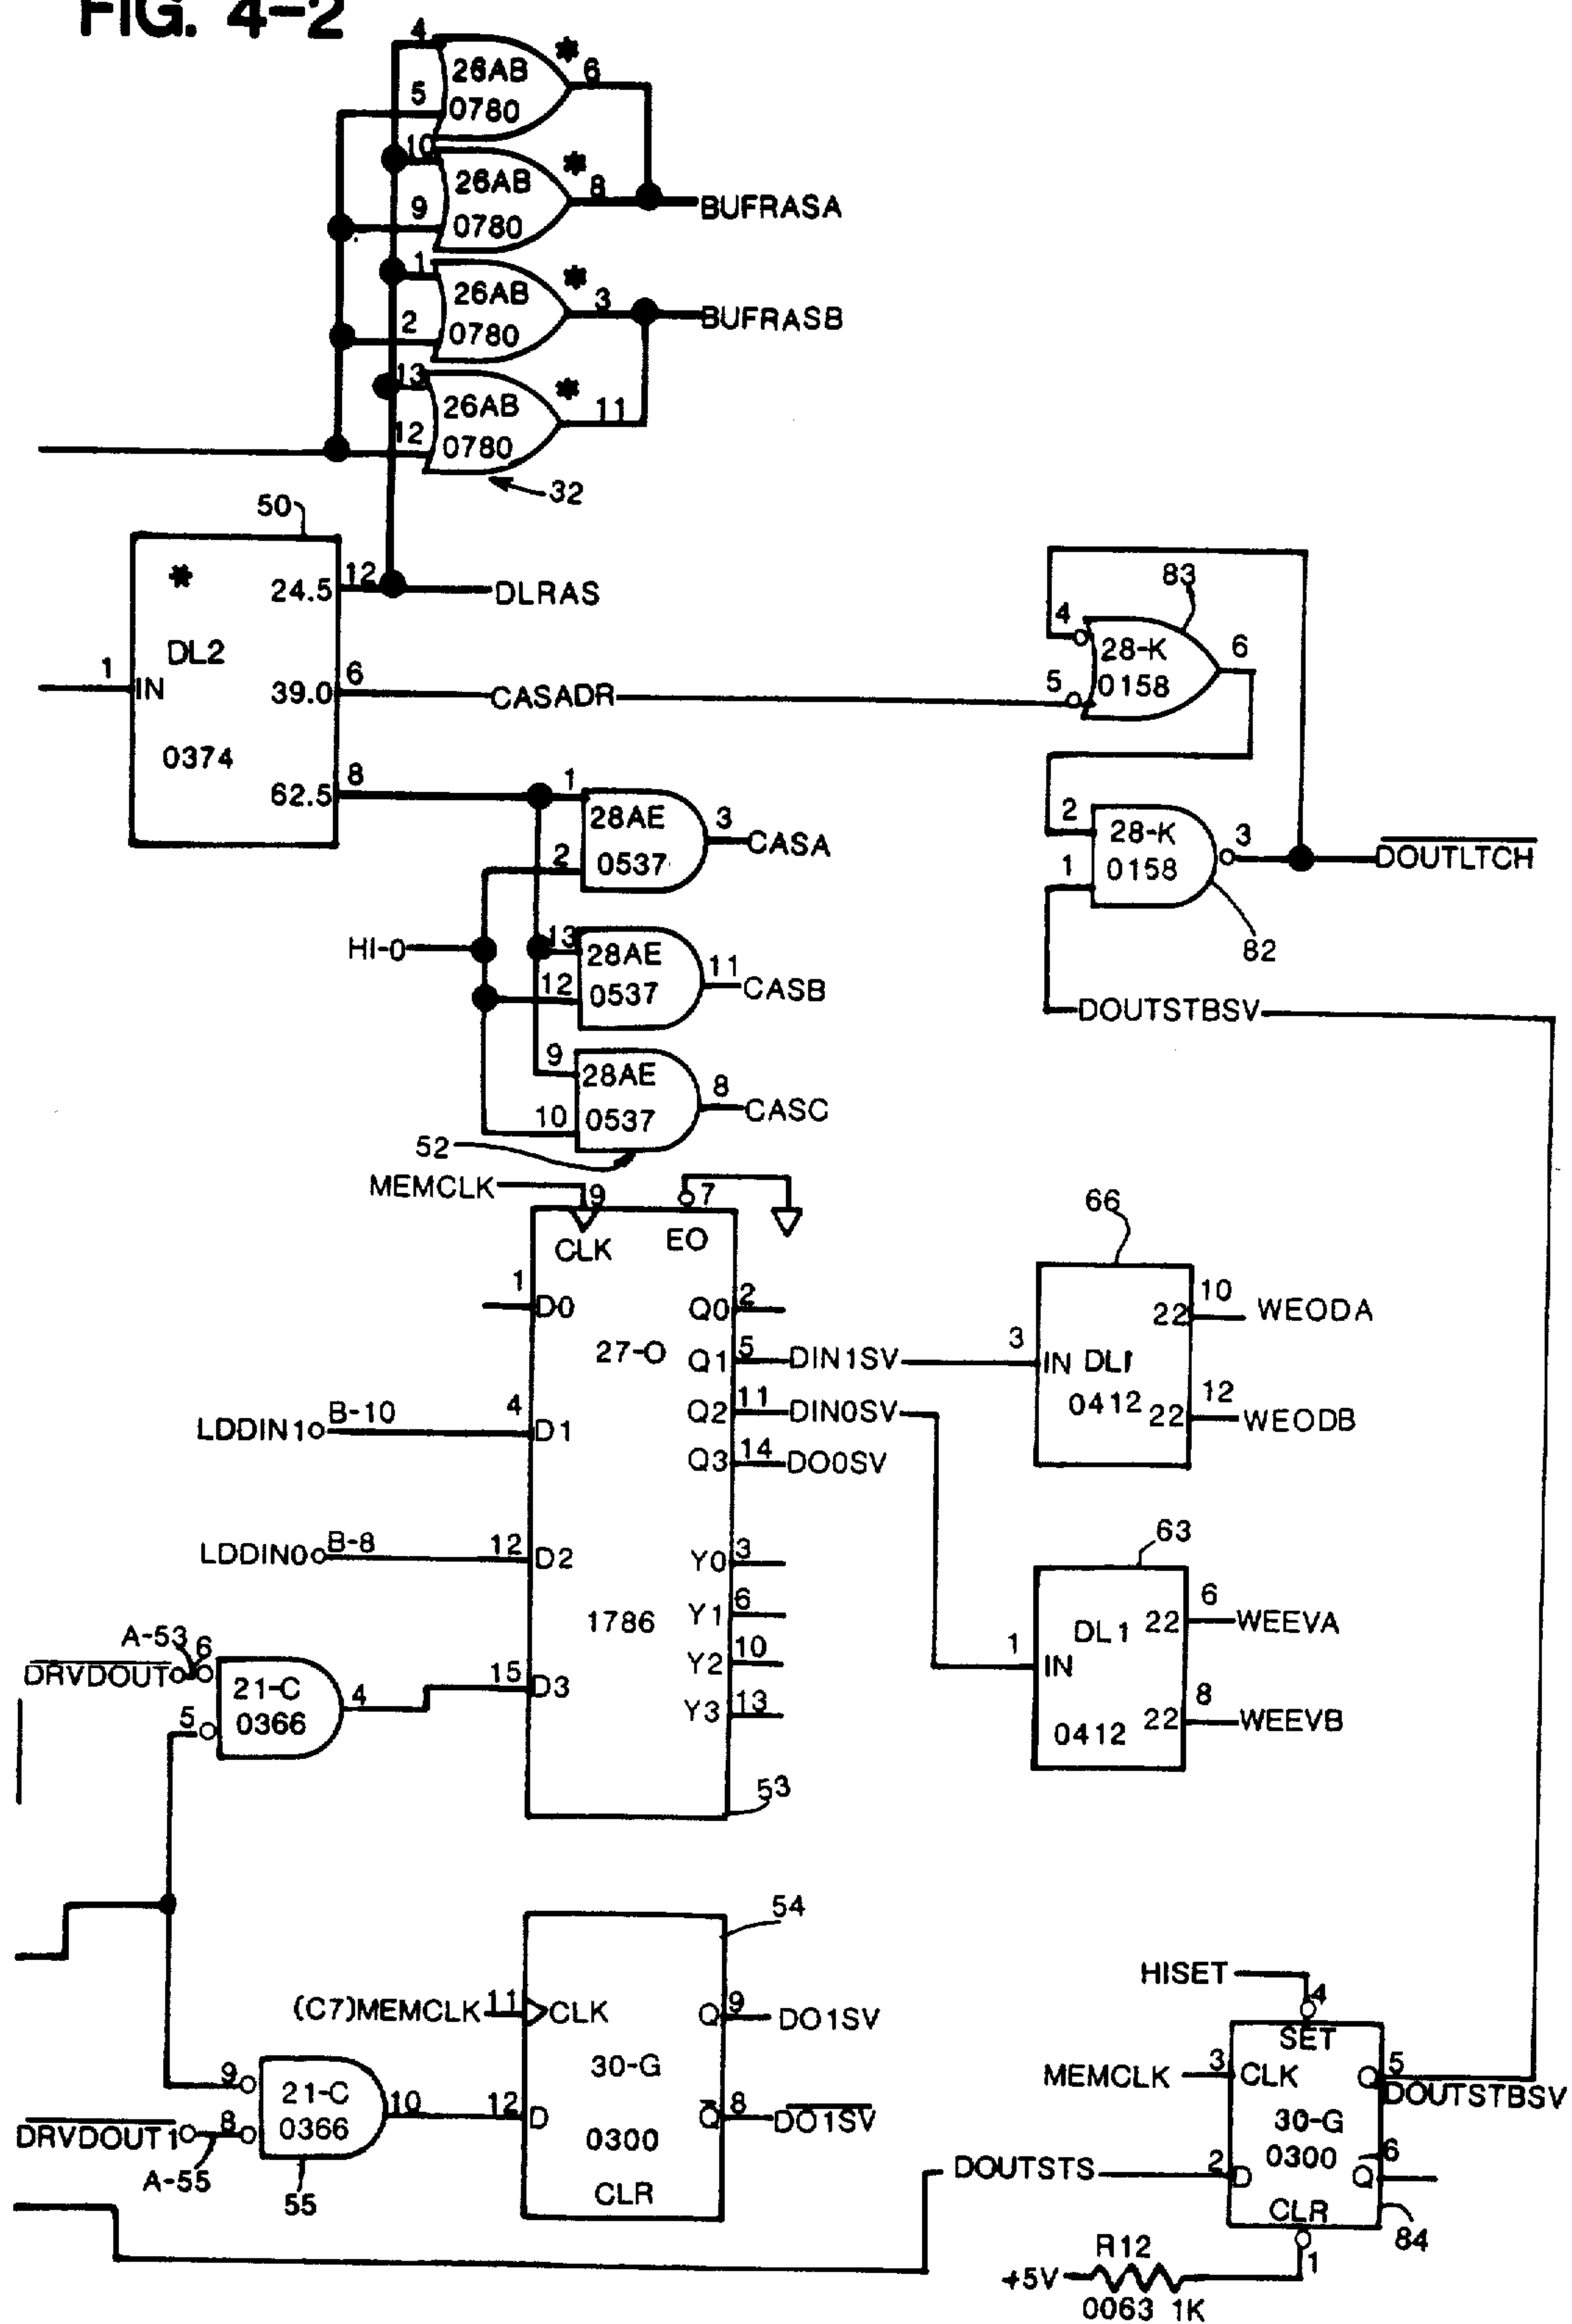 FIG. 4-2
4
26AB
*
6
5
0780
10
26AB
*
8
BUFRASA
9
0780
1
26AB
*
3
BUFRASB
2
0780
13
26AB
*
11
12
0780
32
50
*
24.5
12
DLRAS
83
DL2
4
28-K
6
1
IN
39.0
6
CASADR
5
0158
0374
62.5
8
1
28AE
3
CASA
2
0537
2
28-K
3
DOUTLTCH
1
0158
82
HI-0
13
28AE
11
CASB
12
0537
DOUTSTBSV
9
28AE
8
CASC
10
0537
52
MEMCLK
9
7
CLK
EO
66
1
D0
Q0
2
10
22
WEODA
27-O
Q1
5
DIN1SV
3
IN DL1
LDDIN1
B-10
4
D1
Q2
11
DIN0SV
0412
22
12
WEODB
Q3
14
DO0SV
LDDIN0
B-8
12
D2
Y0
3
63
1786
Y1
6
DL1
22
6
WEEVA
A-53
6
DRVDOUT
21-C
4
15
D3
Y2
10
1
IN
5
0366
Y3
13
0412
22
8
WEEVB
53
54
(C7)MEMCLK
11
CLK
Q
9
DO1SV
HISET
4
SET
30-G
MEMCLK
3
CLK
Q
5
DOUTSTBSV
9
21-C
10
12
D
Q
8
DO1SV
30-G
DRVDOUT1
8
0366
0300
0300
6
A-55
55
CLR
DOUTSTS
2
D
Q
CLR
84
R12
1
+5V
0063 1K